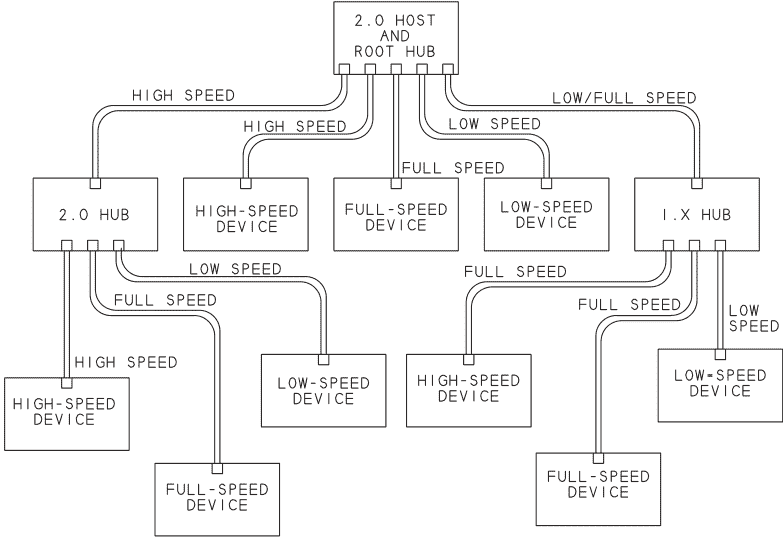 2.0 HOST
AND
ROOT HUB
HIGH SPEED
LOW/FULL SPEED
HIGH SPEED
LOW SPEED
FULL SPEED
2.0 HUB
HIGH-SPEED
DEVICE
FULL-SPEED
DEVICE
LOW-SPEED
DEVICE
1.X HUB
LOW SPEED
FULL SPEED
FULL SPEED
FULL SPEED
LOW
SPEED
HIGH SPEED
HIGH-SPEED
DEVICE
LOW-SPEED
DEVICE
HIGH-SPEED
DEVICE
LOW=SPEED
DEVICE
FULL-SPEED
DEVICE
FULL-SPEED
DEVICE